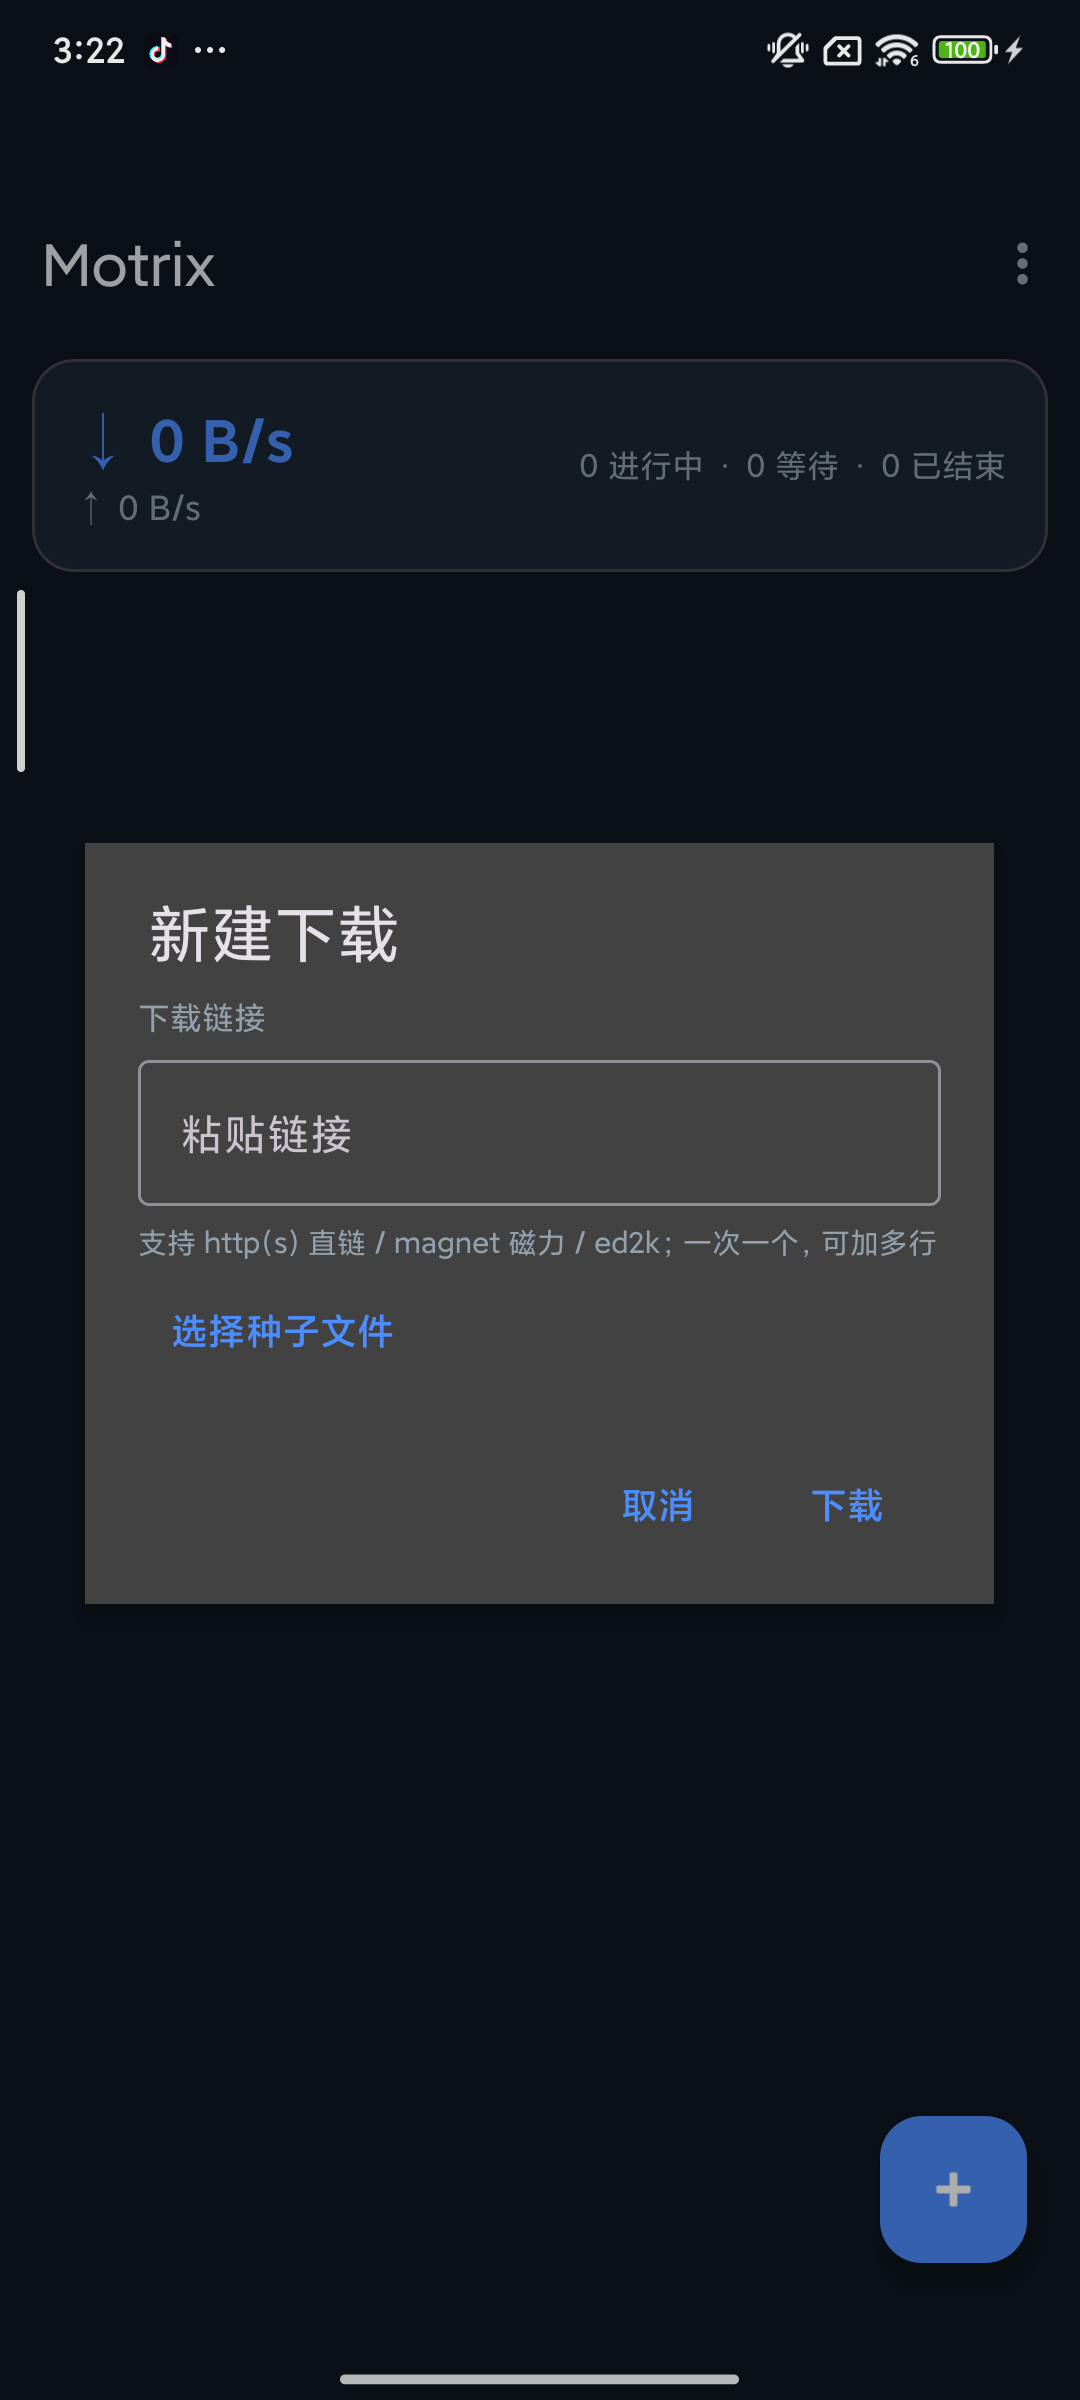 3:22
6
100
Motrix
↓ 0 B/s
0 进行中 · 0 等待 · 0 已结束
↑ 0 B/s
新建下载
下载链接
粘贴链接
支持 http(s) 直链 / magnet 磁力 / ed2k；一次一个，可加多行
选择种子文件
取消
下载